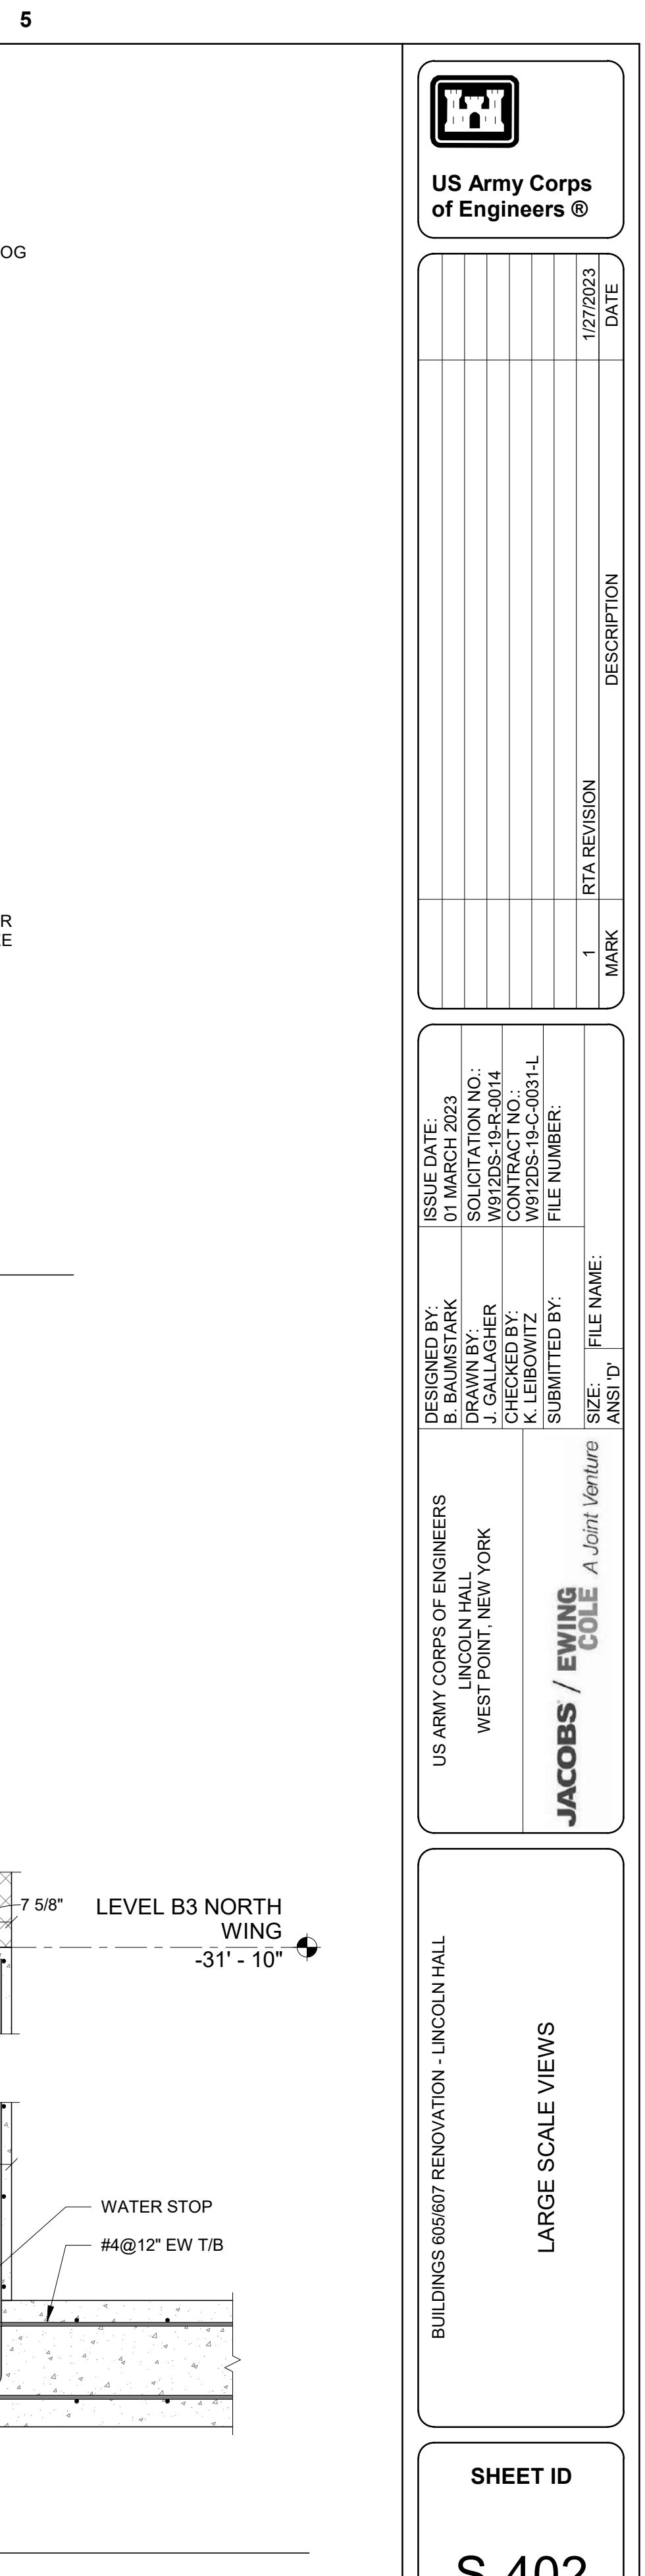 5
OG
R
US Army Corps
of Engineers ®
1/27/2023
DATE
DESCRIPTION
RTA REVISION
1
MARK
ISSUE DATE:
01 MARCH 2023
SOLICITATION NO.:
W912DS-19-R-0014
CONTRACT NO.:
W912DS-19-C-0031-L
FILE NUMBER:
DESIGNED BY:
B. BAUMSTARK
DRAWN BY:
J. GALLAGHER
CHECKED BY:
K. LEIBOWITZ
SUBMITTED BY:
FILE NAME:
SIZE:
ANSI 'D'
US ARMY CORPS OF ENGINEERS
LINCOLN HALL
WEST POINT, NEW YORK
JACOBS / EWING
COLE
A Joint Venture
7 5/8"
LEVEL B3 NORTH
WING
-31' - 10"
WATER STOP
#4@12" EW T/B
BUILDINGS 605/607 RENOVATION - LINCOLN HALL
LARGE SCALE VIEWS
SHEET ID
S-402